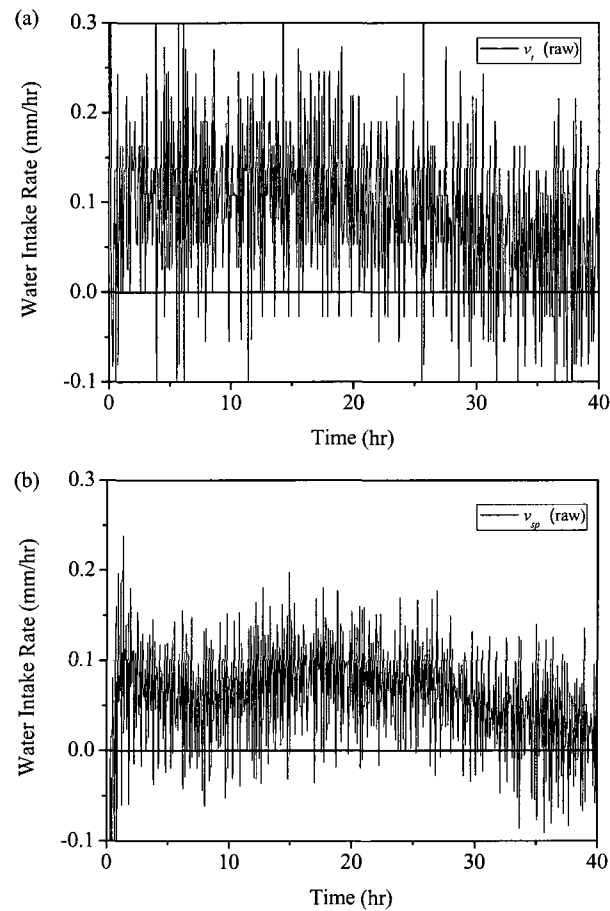 (a)
0.3
v_t (raw)
0.2
0.1
0.0
-0.1
Water Intake Rate (mm/hr)
0
10
20
30
40
Time (hr)
(b)
0.3
v_sp (raw)
0.2
0.1
0.0
-0.1
Water Intake Rate (mm/hr)
0
10
20
30
40
Time (hr)